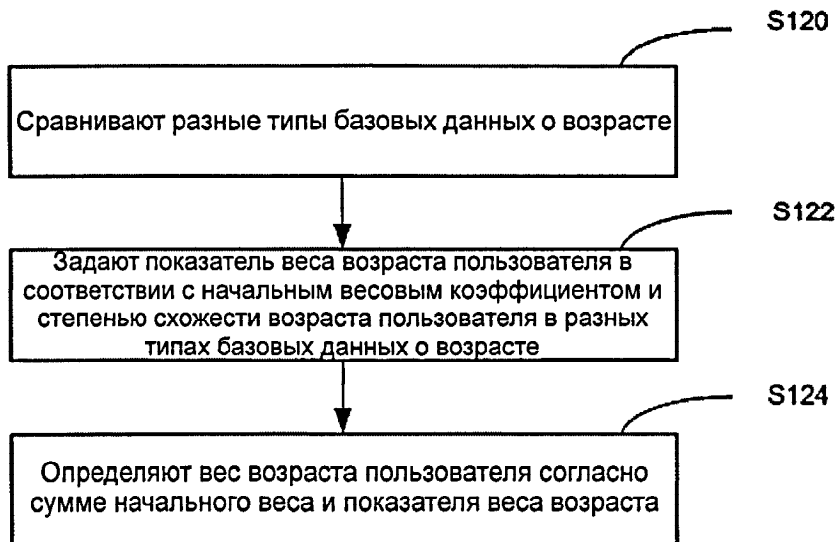 S120
Сравнивают разные типы базовых данных о возрасте
S122
Задают показатель веса возраста пользователя в
соответствии с начальным весовым коэффициентом и
степенью схожести возраста пользователя в разных
типах базовых данных о возрасте
S124
Определяют вес возраста пользователя согласно
сумме начального веса и показателя веса возраста